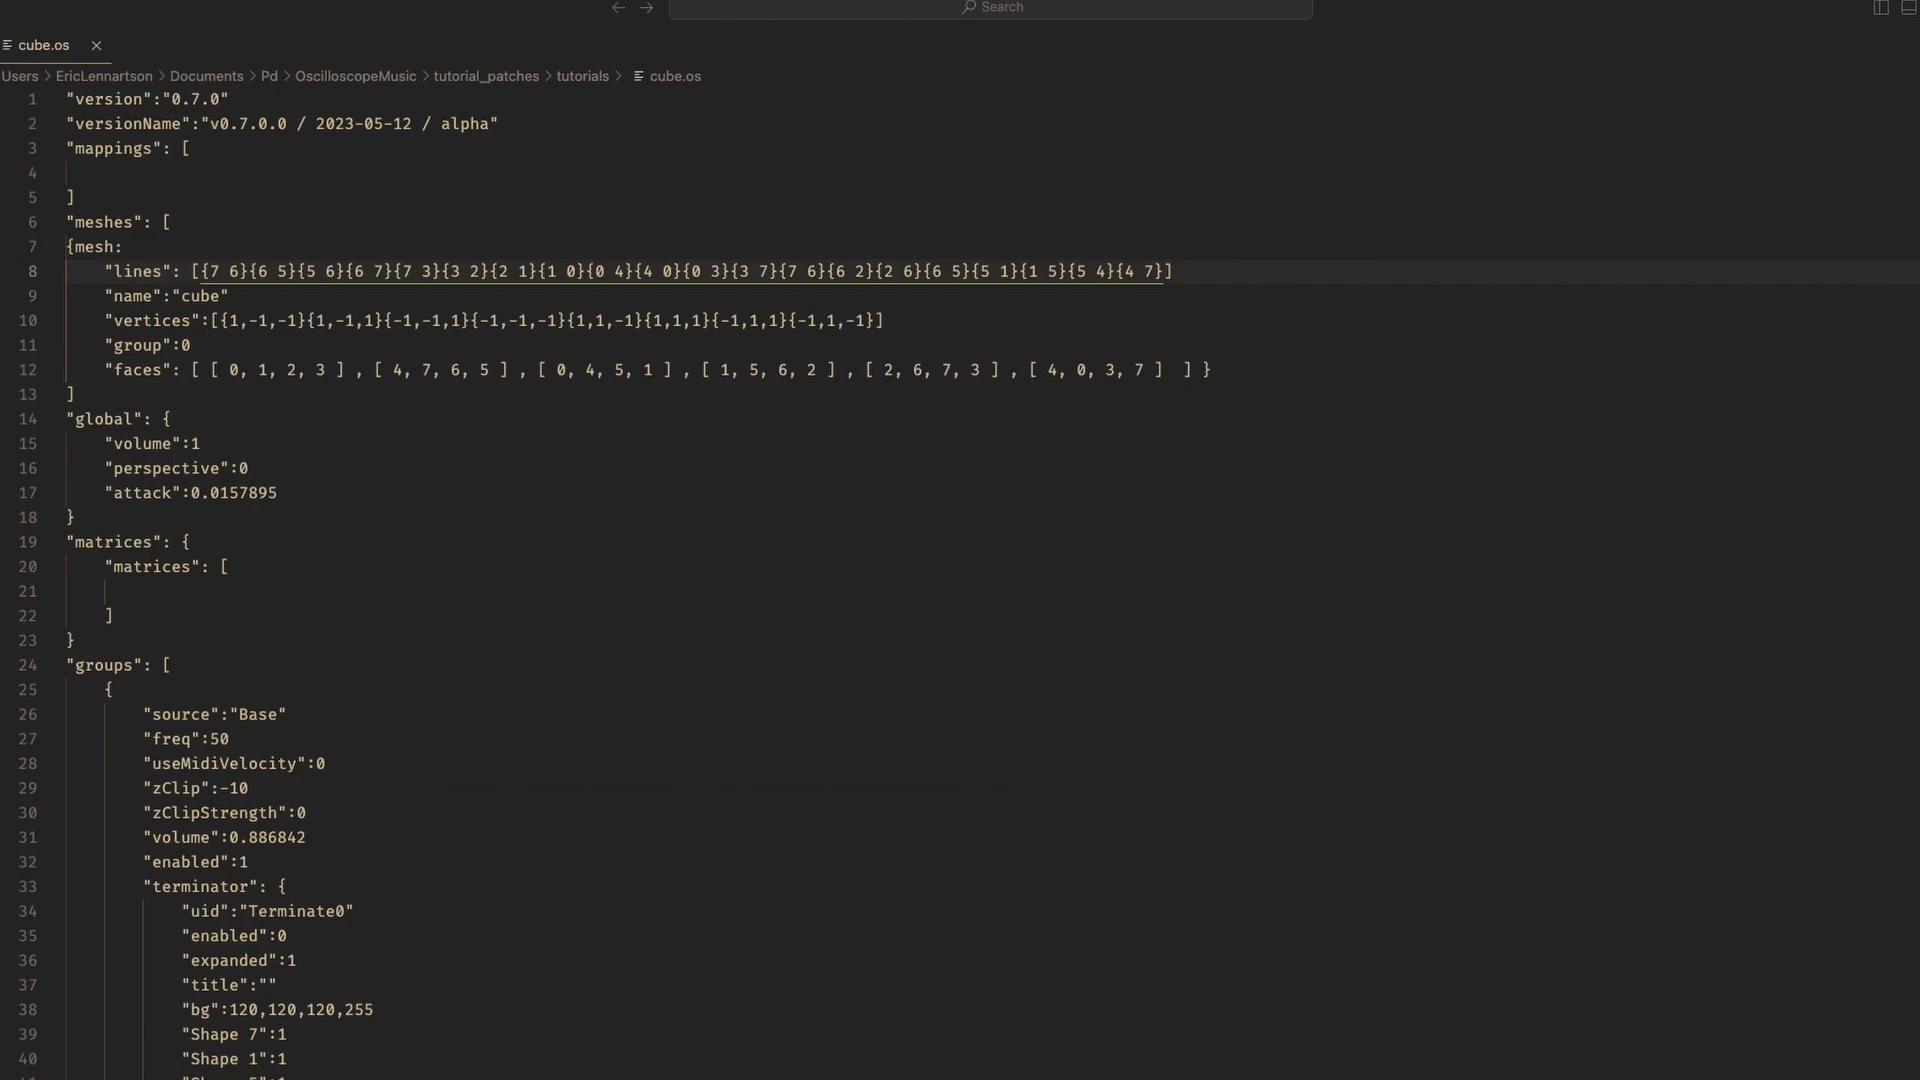 Search
cube.os
Users > EricLennartson > Documents > Pd > OscilloscopeMusic > tutorial_patches > tutorials > cube.os
1 "version":"0.7.0"
2 "versionName":"v0.7.0.0 / 2023-05-12 / alpha"
3 "mappings": [
4
5 ]
6 "meshes": [
7 {mesh:
8 "lines": [{7 6}{6 5}{5 6}{6 7}{7 3}{3 2}{2 1}{1 0}{0 4}{4 0}{0 3}{3 7}{7 6}{6 2}{2 6}{6 5}{5 1}{1 5}{5 4}{4 7}]
9 "name":"cube"
10 "vertices":[{1,-1,-1}{1,-1,1}{-1,-1,1}{-1,-1,-1}{1,1,-1}{1,1,1}{-1,1,1}{-1,1,-1}]
11 "group":0
12 "faces": [ [ 0, 1, 2, 3 ] , [ 4, 7, 6, 5 ] , [ 0, 4, 5, 1 ] , [ 1, 5, 6, 2 ] , [ 2, 6, 7, 3 ] , [ 4, 0, 3, 7 ]  ] }
13 ]
14 "global": {
15 "volume":1
16 "perspective":0
17 "attack":0.0157895
18 }
19 "matrices": {
20 "matrices": [
21
22 ]
23 }
24 "groups": [
25 {
26 "source":"Base"
27 "freq":50
28 "useMidiVelocity":0
29 "zClip":-10
30 "zClipStrength":0
31 "volume":0.886842
32 "enabled":1
33 "terminator": {
34 "uid":"Terminate0"
35 "enabled":0
36 "expanded":1
37 "title":""
38 "bg":120,120,120,255
39 "Shape 7":1
40 "Shape 1":1